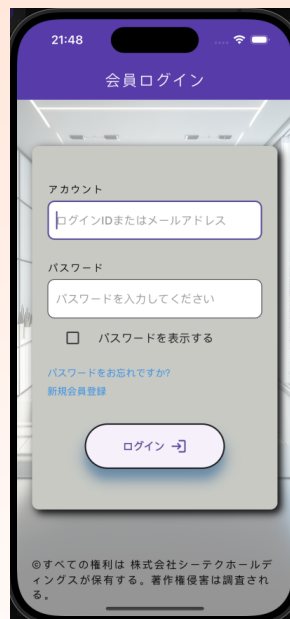 21:48
会員ログイン
アカウント
ログインIDまたはメールアドレス
パスワード
パスワードを入力してください
パスワードを表示する
パスワードをお忘れですか?
新規会員登録
ログイン
©すべての権利は 株式会社シーテクホールデ
ィングスが保有する。著作権侵害は調査され
る。